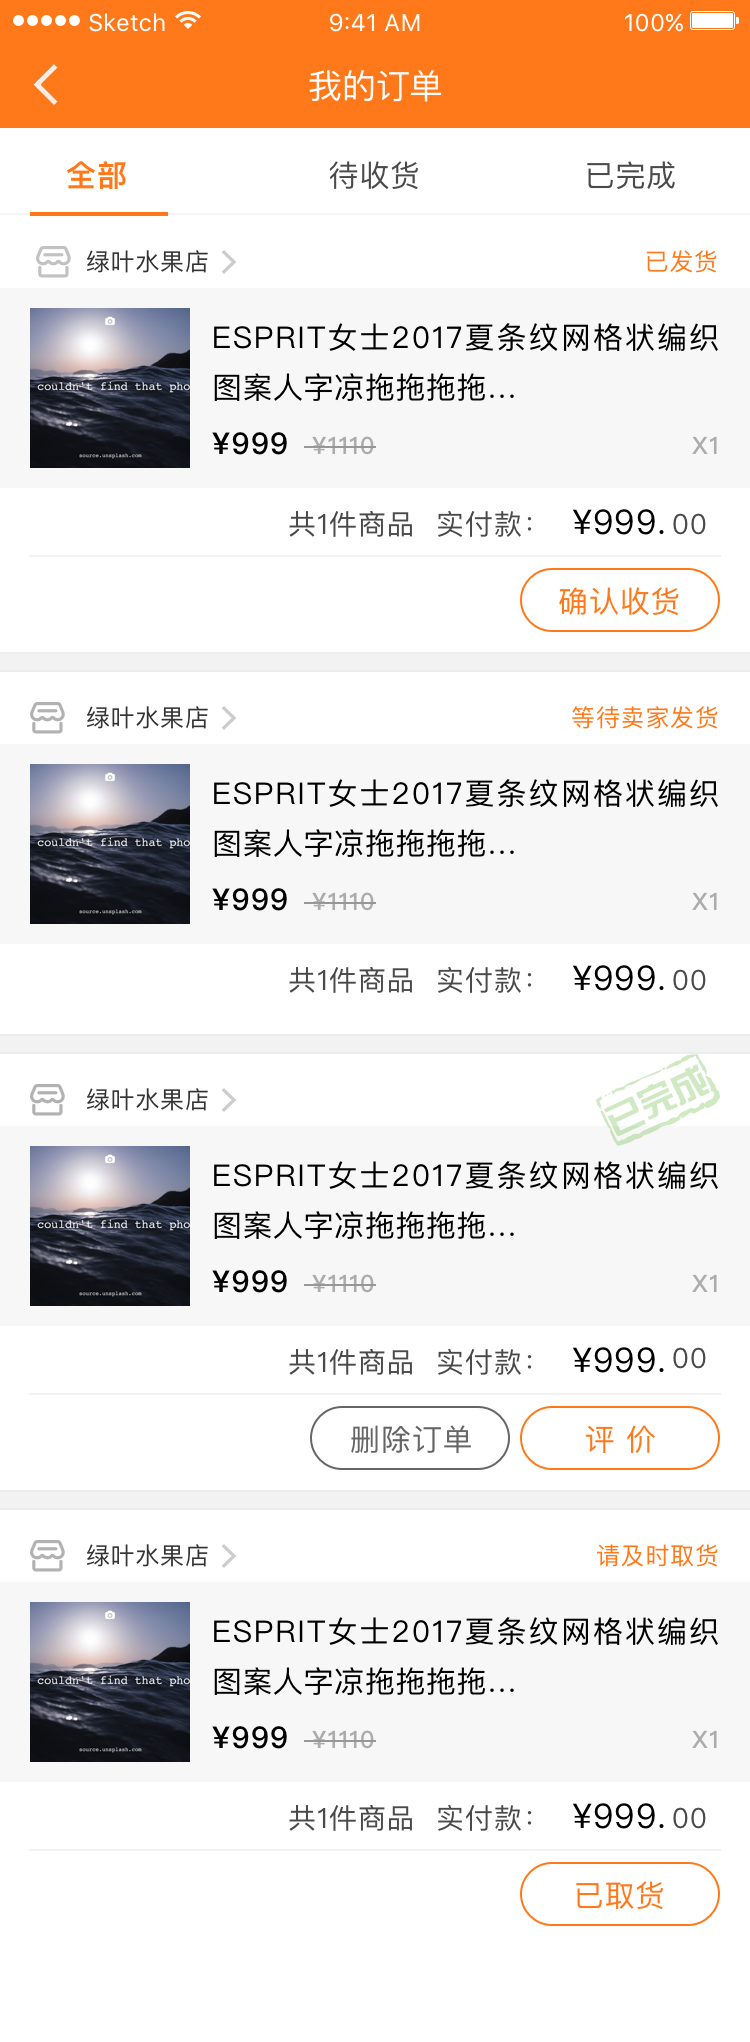 Sketch 9:41 AM 100%
我的订单
全部 待收货 已完成
绿叶水果店 已发货
couldn't find that pho
source.unsplash.com
ESPRIT女士2017夏条纹网格状编织
图案人字凉拖拖拖拖...
¥999 ¥1110 X1
共1件商品 实付款： ¥999.00
确认收货
绿叶水果店 等待卖家发货
couldn't find that pho
source.unsplash.com
ESPRIT女士2017夏条纹网格状编织
图案人字凉拖拖拖拖...
¥999 ¥1110 X1
共1件商品 实付款： ¥999.00
绿叶水果店 已完成
couldn't find that pho
source.unsplash.com
ESPRIT女士2017夏条纹网格状编织
图案人字凉拖拖拖拖...
¥999 ¥1110 X1
共1件商品 实付款： ¥999.00
删除订单 评 价
绿叶水果店 请及时取货
couldn't find that pho
source.unsplash.com
ESPRIT女士2017夏条纹网格状编织
图案人字凉拖拖拖拖...
¥999 ¥1110 X1
共1件商品 实付款： ¥999.00
已取货